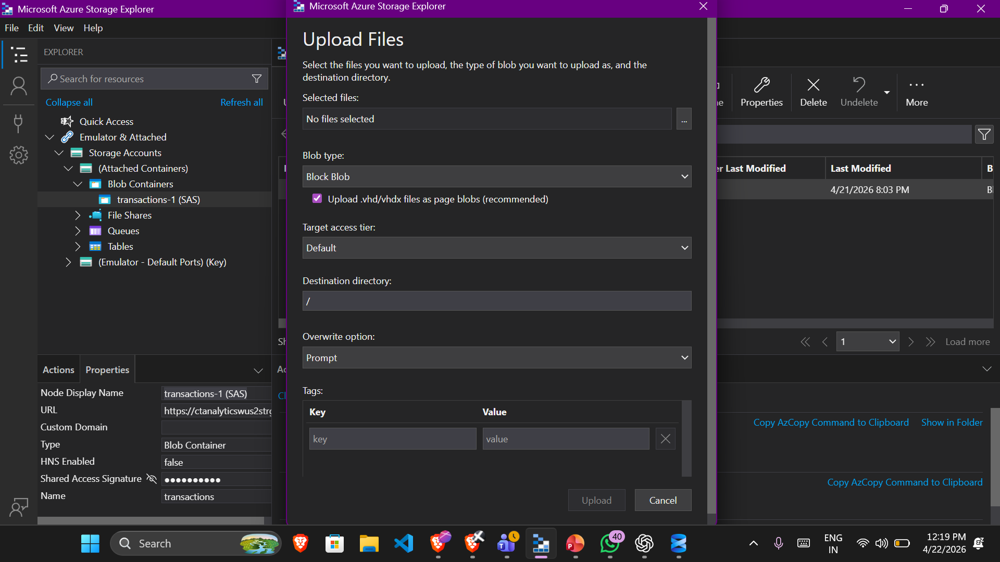 Microsoft Azure Storage Explorer
File Edit View Help
EXPLORER
Search for resources
Collapse all Refresh all
Quick Access
Emulator & Attached
Storage Accounts
(Attached Containers)
Blob Containers
transactions-1 (SAS)
File Shares
Queues
Tables
(Emulator - Default Ports) (Key)
Actions Properties
Node Display Name transactions-1 (SAS)
URL https://ctanalyticswus2strg
Custom Domain
Type Blob Container
HNS Enabled false
Shared Access Signature ●●●●●●●●●●
Name transactions
Microsoft Azure Storage Explorer
Upload Files
Select the files you want to upload, the type of blob you want to upload as, and the
destination directory.
Selected files:
No files selected ...
Blob type:
Block Blob
Upload .vhd/vhdx files as page blobs (recommended)
Target access tier:
Default
Destination directory:
/
Overwrite option:
Prompt
Tags:
Key Value
key value
Upload Cancel
Properties Delete Undelete More
Last Modified Last Modified B
4/21/2026 8:03 PM Bl
1 Load more
Copy AzCopy Command to Clipboard Show in Folder
Copy AzCopy Command to Clipboard
Search
40
ENG
IN
12:19 PM
4/22/2026